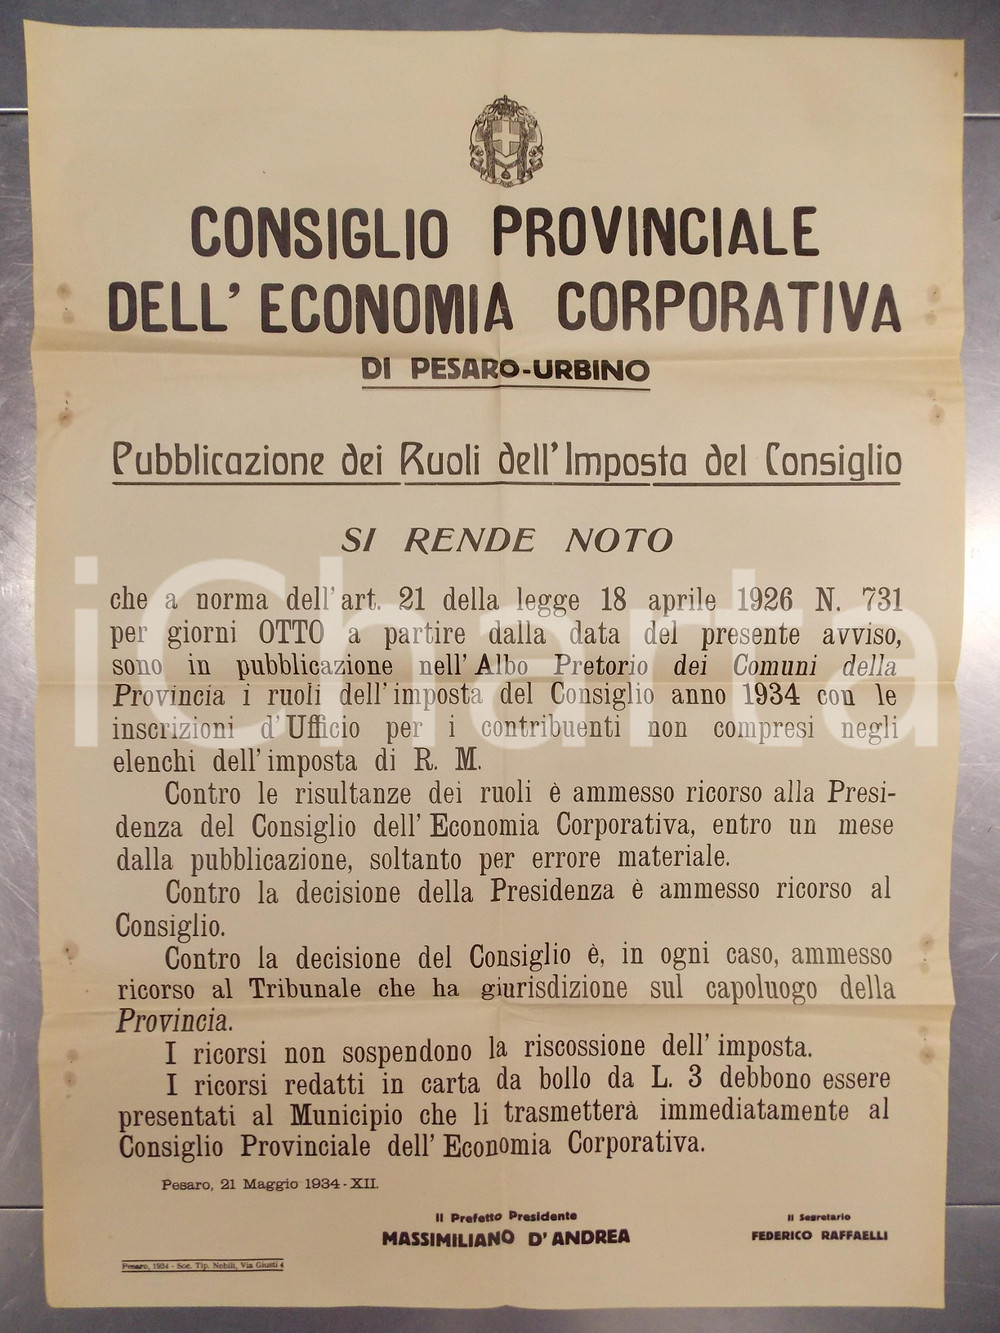 CONSIGLIO PROVINCIALE
DELL'ECONOMIA CORPORATIVA
DI PESARO-URBINO
Pubblicazione dei Ruoli dell'Imposta del Consiglio
SI RENDE NOTO
che a norma dell'art. 21 della legge 18 aprile 1926 N. 731
per giorni OTTO a partire dalla data del presente avviso,
sono in pubblicazione nell'Albo Pretorio dei Comuni della
Provincia i ruoli dell'imposta del Consiglio anno 1934 con le
inscrizioni d'Ufficio per i contribuenti non compresi negli
elenchi dell'imposta di R. M.
Contro le risultanze dei ruoli è ammesso ricorso alla Presi-
denza del Consiglio dell'Economia Corporativa, entro un mese
dalla pubblicazione, soltanto per errore materiale.
Contro la decisione della Presidenza è ammesso ricorso al
Consiglio.
Contro la decisione del Consiglio è, in ogni caso, ammesso
ricorso al Tribunale che ha giurisdizione sul capoluogo della
Provincia.
I ricorsi non sospendono la riscossione dell'imposta.
I ricorsi redatti in carta da bollo da L. 3 debbono essere
presentati al Municipio che li trasmetterà immediatamente al
Consiglio Provinciale dell'Economia Corporativa.
Pesaro, 21 Maggio 1934-XII.
Il Prefetto Presidente
MASSIMILIANO D'ANDREA
Il Segretario
FEDERICO RAFFAELLI
Pesaro, 1934 - Soc. Tip. Nobili, Via Giusti 4
iCharta